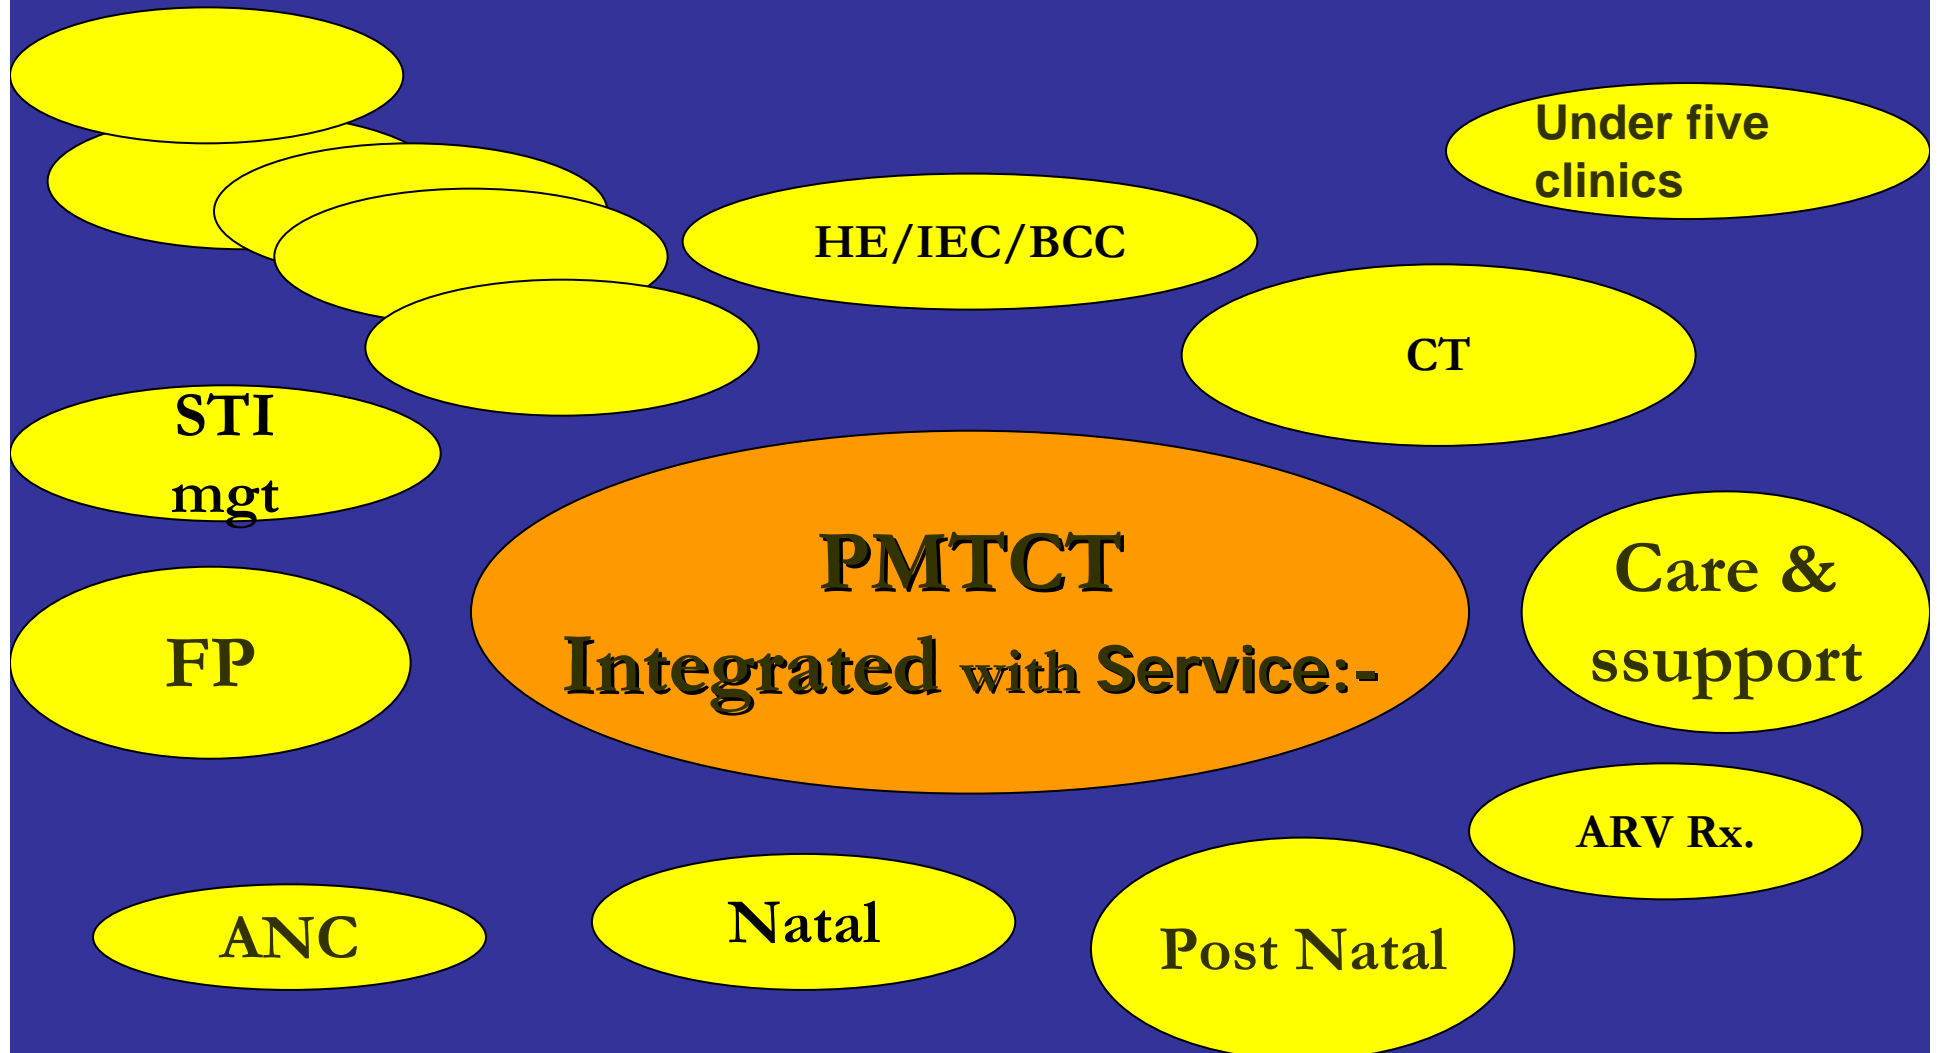 Under five
clinics
HE/IEC/BCC
CT
STI
mgt
PMTCT
Integrated with Service:-
Care &
ssupport
FP
ARV Rx.
ANC
Natal
Post Natal